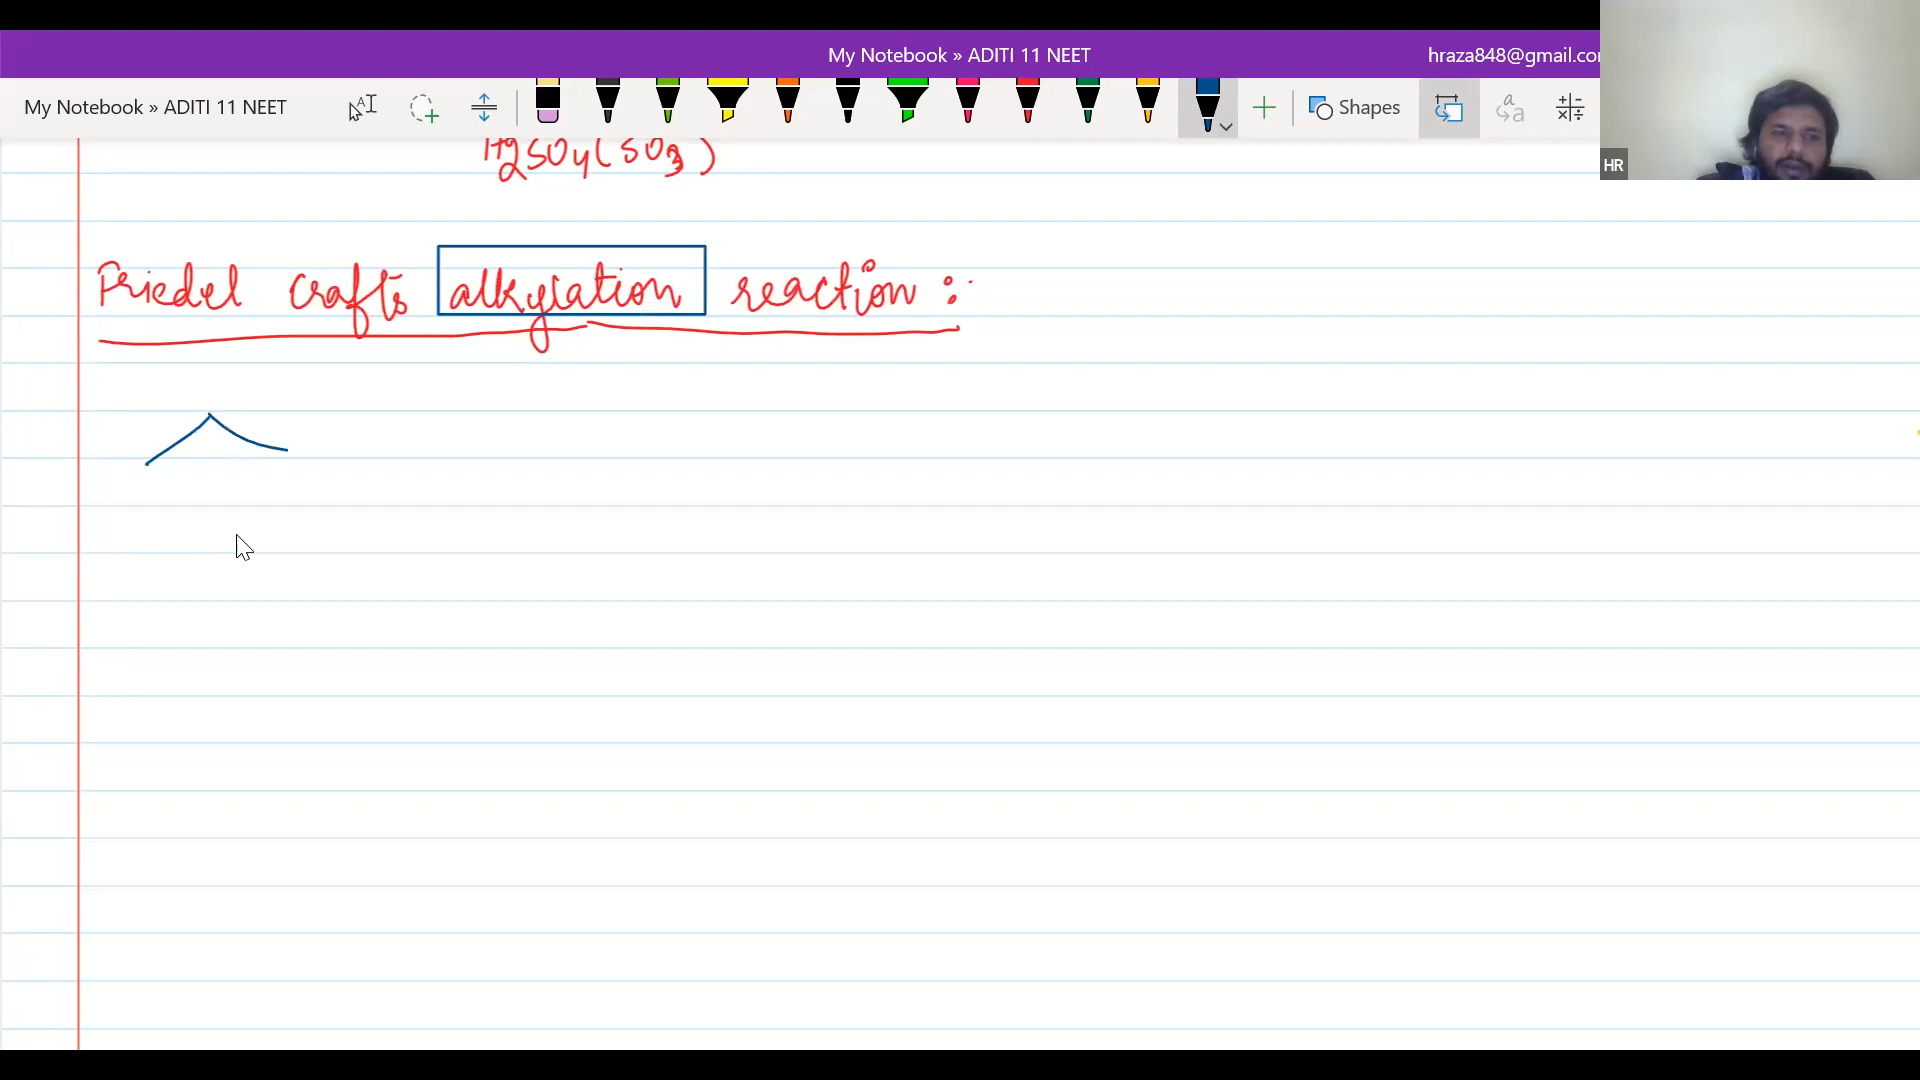 My Notebook » ADITI 11 NEET
hraza848@gmail.co
My Notebook » ADITI 11 NEET
Shapes
HR
H2SO4(SO3)
Friedel Crafts alkylation reaction :